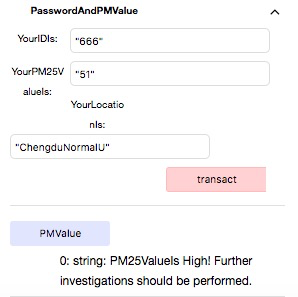 PasswordAndPMValue
YourIDIs: "666"
YourPM25V "51"
alueIs:
YourLocatio
nIs:
"ChengduNormalU"
transact
PMValue
0: string: PM25ValueIs High! Further
investigations should be performed.